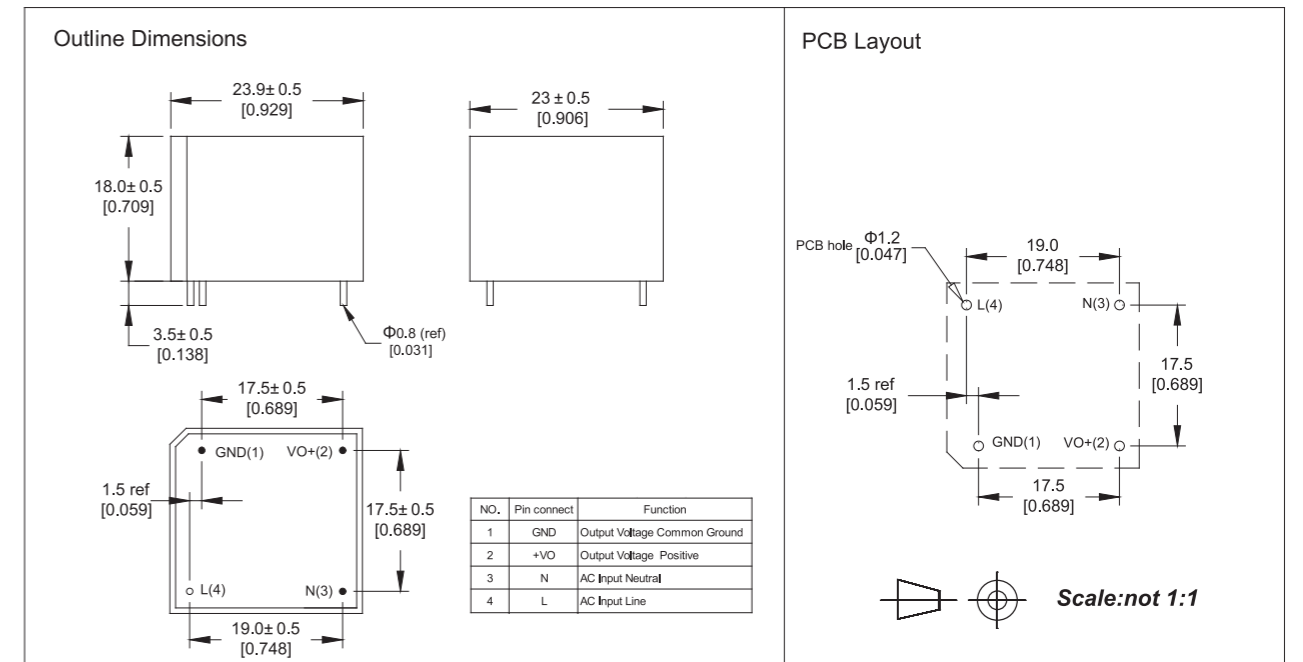 Outline Dimensions
23.9± 0.5
[0.929]
23 ± 0.5
[0.906]
18.0± 0.5
[0.709]
3.5± 0.5
[0.138]
Φ0.8 (ref)
[0.031]
17.5± 0.5
[0.689]
GND(1) VO+(2)
1.5 ref
[0.059]
17.5± 0.5
[0.689]
L(4) N(3)
19.0± 0.5
[0.748]
NO. Pin connect Function
1 GND Output Voltage Common Ground
2 +VO Output Voltage Positive
3 N AC Input Neutral
4 L AC Input Line
PCB Layout
PCB hole Φ1.2
[0.047]
19.0
[0.748]
L(4) N(3)
17.5
[0.689]
1.5 ref
[0.059]
GND(1) VO+(2)
17.5
[0.689]
Scale:not 1:1